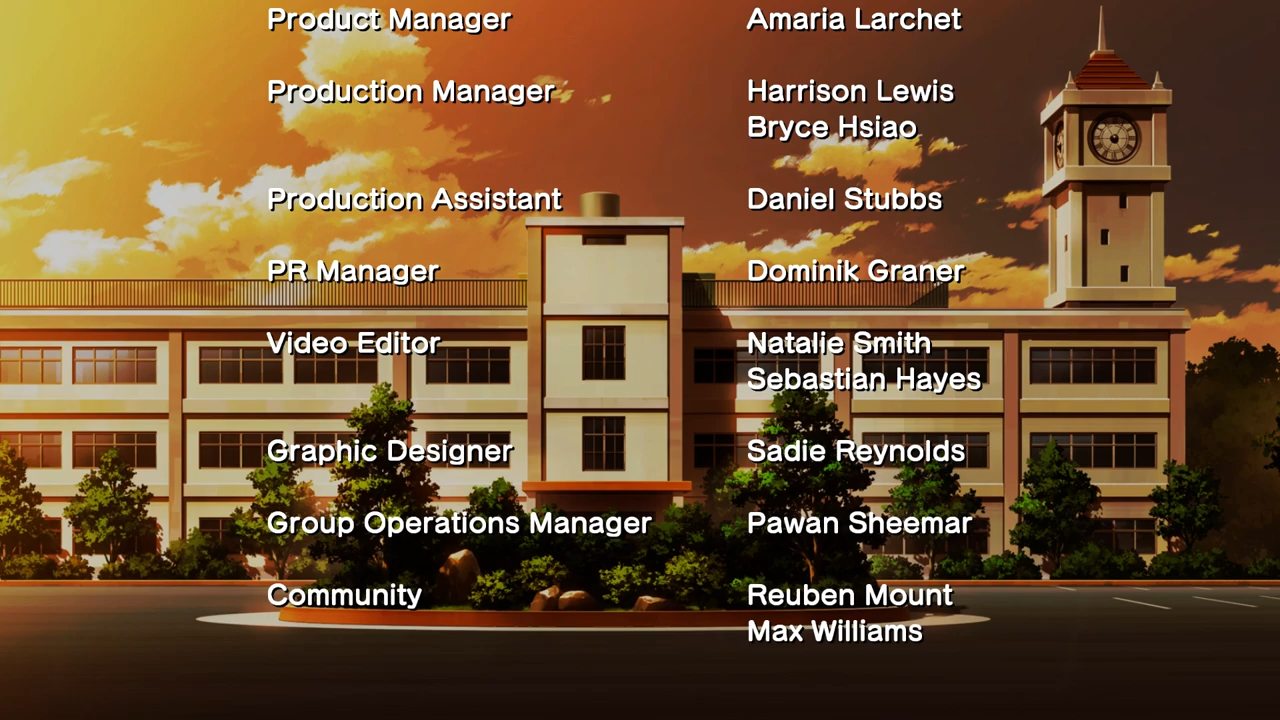 Product Manager Amaria Larchet
Production Manager Harrison Lewis
Bryce Hsiao
Production Assistant Daniel Stubbs
PR Manager Dominik Graner
Video Editor Natalie Smith
Sebastian Hayes
Graphic Designer Sadie Reynolds
Group Operations Manager Pawan Sheemar
Community Reuben Mount
Max Williams